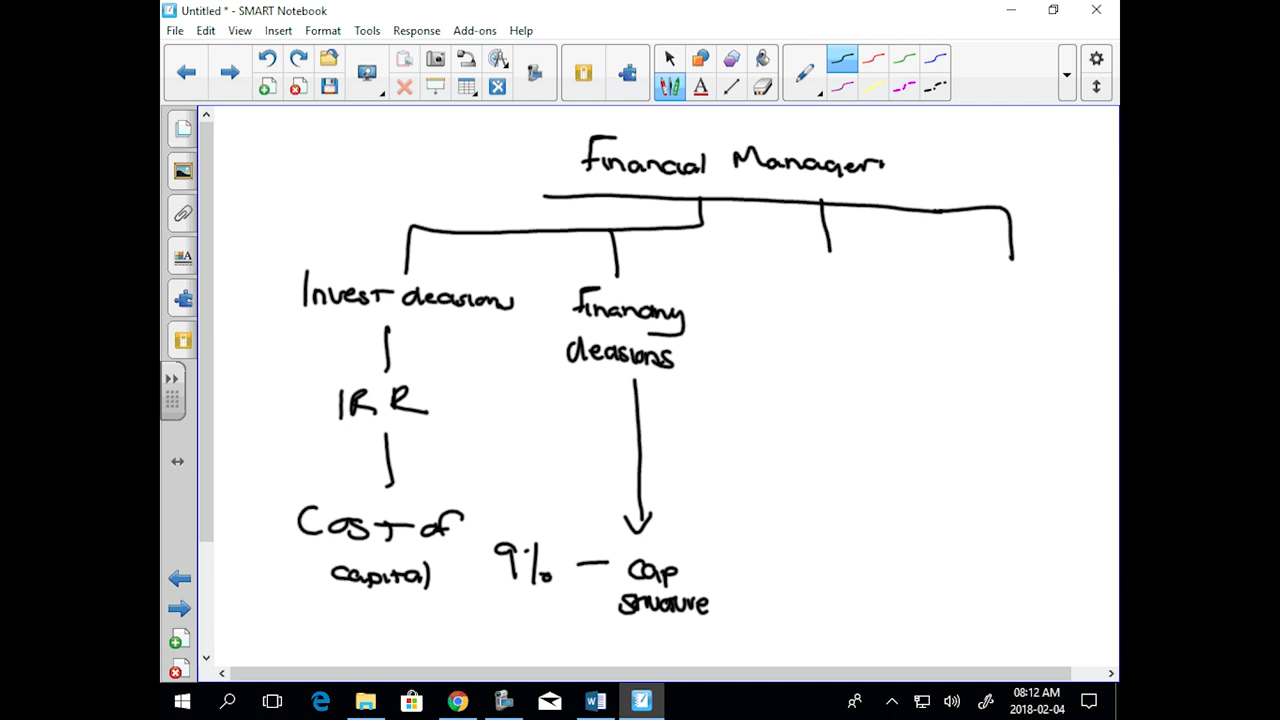 Untitled * - SMART Notebook
File Edit View Insert Format Tools Response Add-ons Help
Financial Manager
Invest decisions
Financing
decisions
IRR
Cost of
capital
9% - cap
structure
08:12 AM
2018-02-04